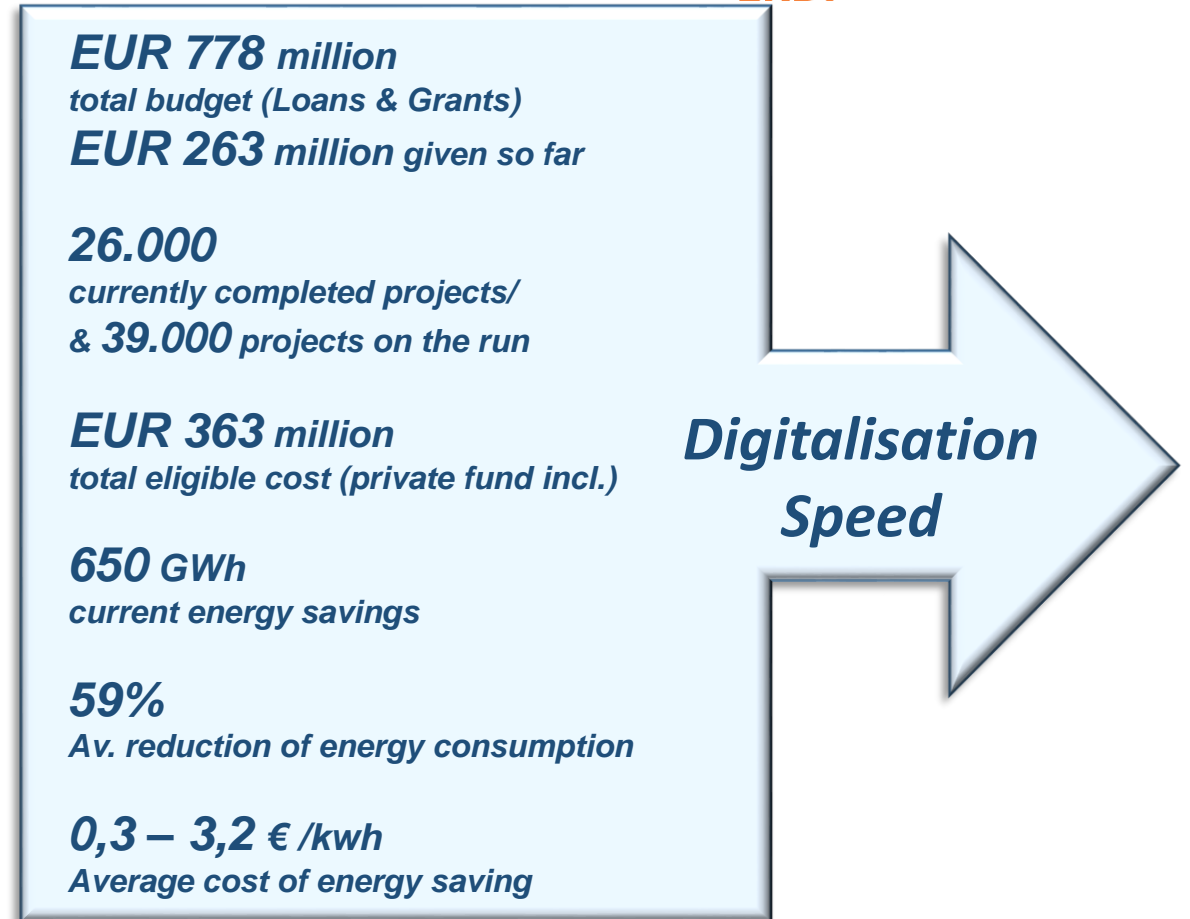 EUR 778 million
total budget (Loans & Grants)
EUR 263 million given so far
26.000
currently completed projects/
& 39.000 projects on the run
EUR 363 million
total eligible cost (private fund incl.)
650 GWh
current energy savings
59%
Av. reduction of energy consumption
0,3 – 3,2 € /kwh
Average cost of energy saving
Digitalisation
Speed